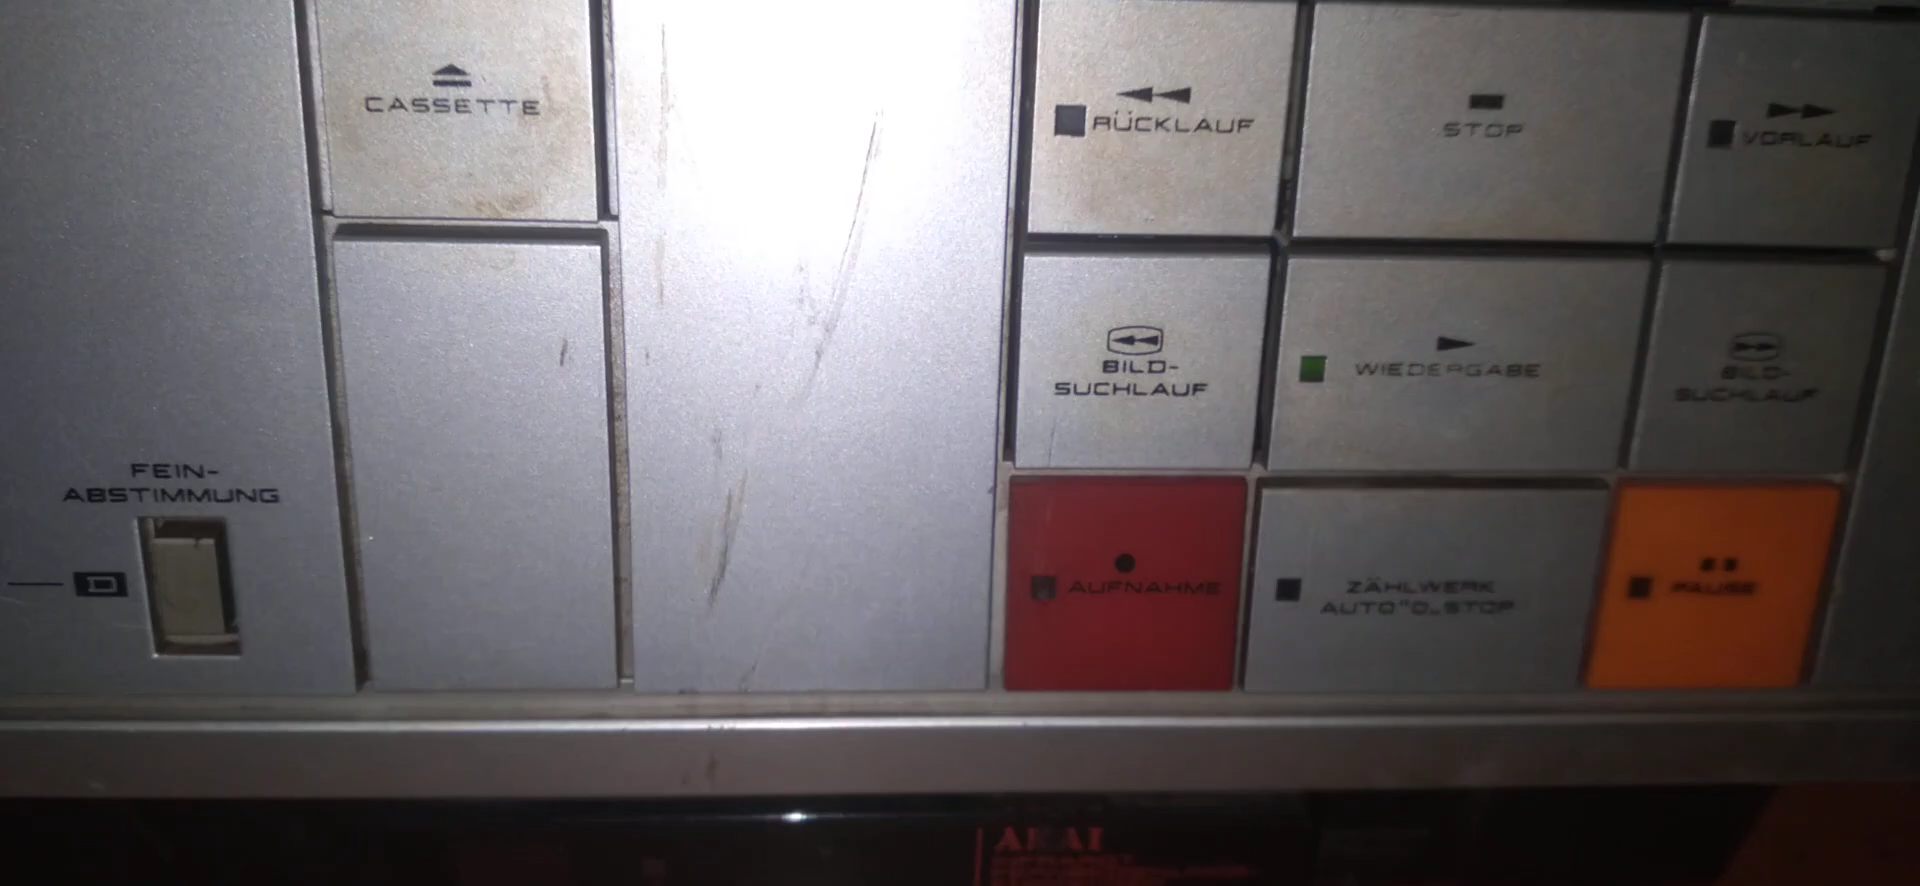 CASSETTE
RÜCKLAUF
STOP
VORLAUF
BILD-
SUCHLAUF
WIEDERGABE
BILD-
SUCHLAUF
FEIN-
ABSTIMMUNG
D
AUFNAHME
ZÄHLWERK
AUTO"0"STOP
PAUSE
AKAI